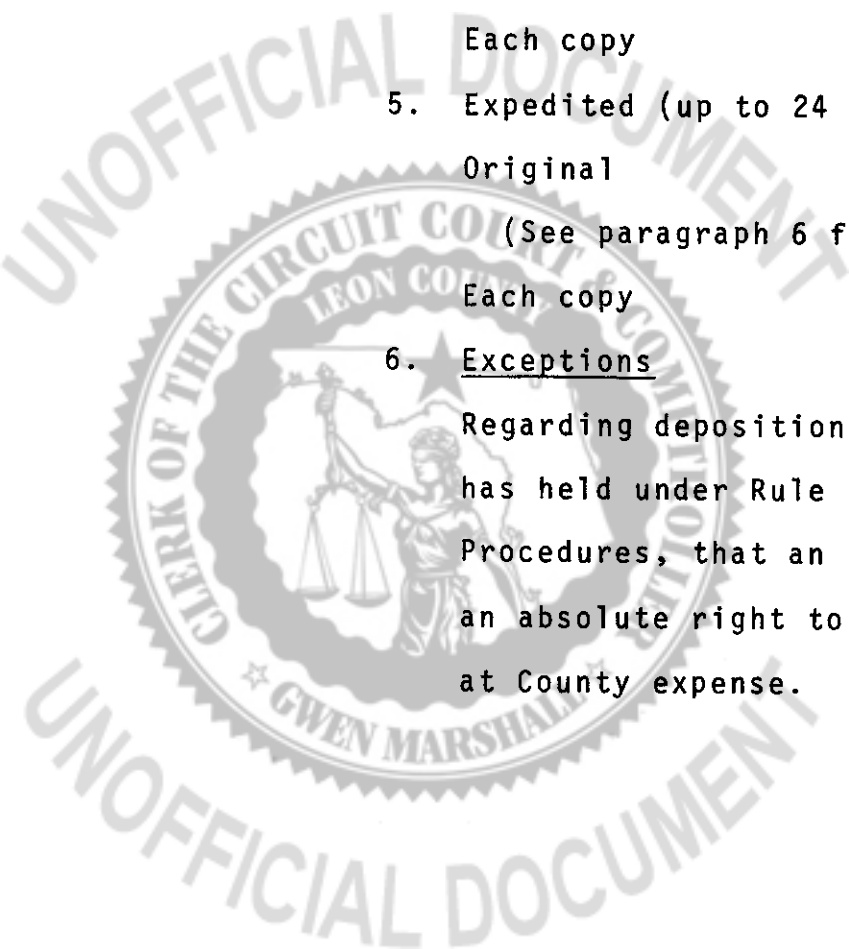 UNOFFICIAL DOCUMENT
Each copy
5. Expedited (up to 24
Original
(See paragraph 6 f
Each copy
6. Exceptions
Regarding deposition
has held under Rule
Procedures, that an
an absolute right to
at County expense.
CLERK OF THE CIRCUIT COURT & COMPTROLLER
LEON COUNTY
GWEN MARSHALL
UNOFFICIAL DOCUMENT